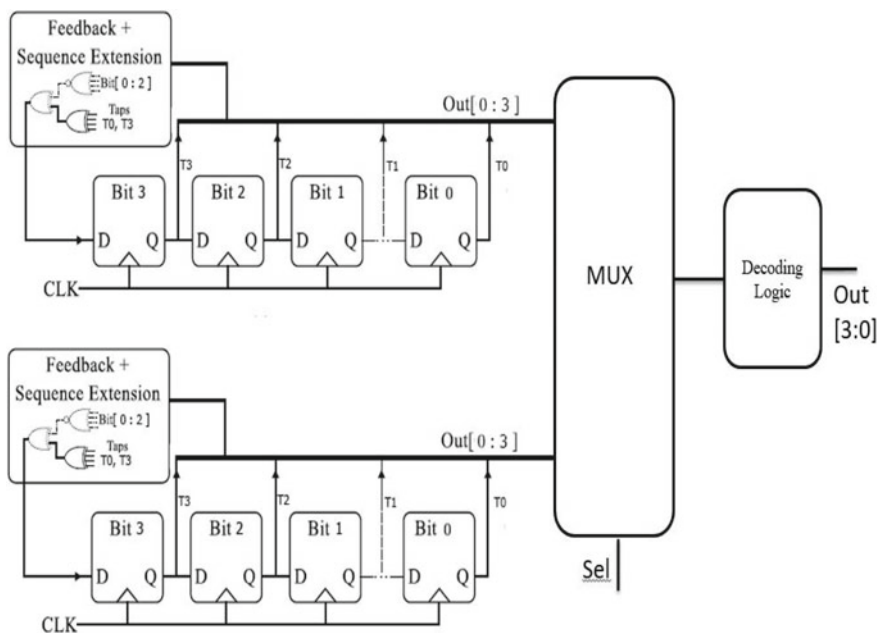 Feedback +
Sequence Extension
Bit[ 0 : 2 ]
Taps
T0, T3
Out[ 0 : 3 ]
T3
T2
T1
T0
Bit 3
Bit 2
Bit 1
Bit 0
D Q
D Q
D Q
D Q
CLK
MUX
Decoding
Logic
Out
[3:0]
Feedback +
Sequence Extension
Bit[ 0 : 2 ]
Taps
T0, T3
Out[ 0 : 3 ]
T3
T2
T1
T0
Bit 3
Bit 2
Bit 1
Bit 0
D Q
D Q
D Q
D Q
CLK
Sel